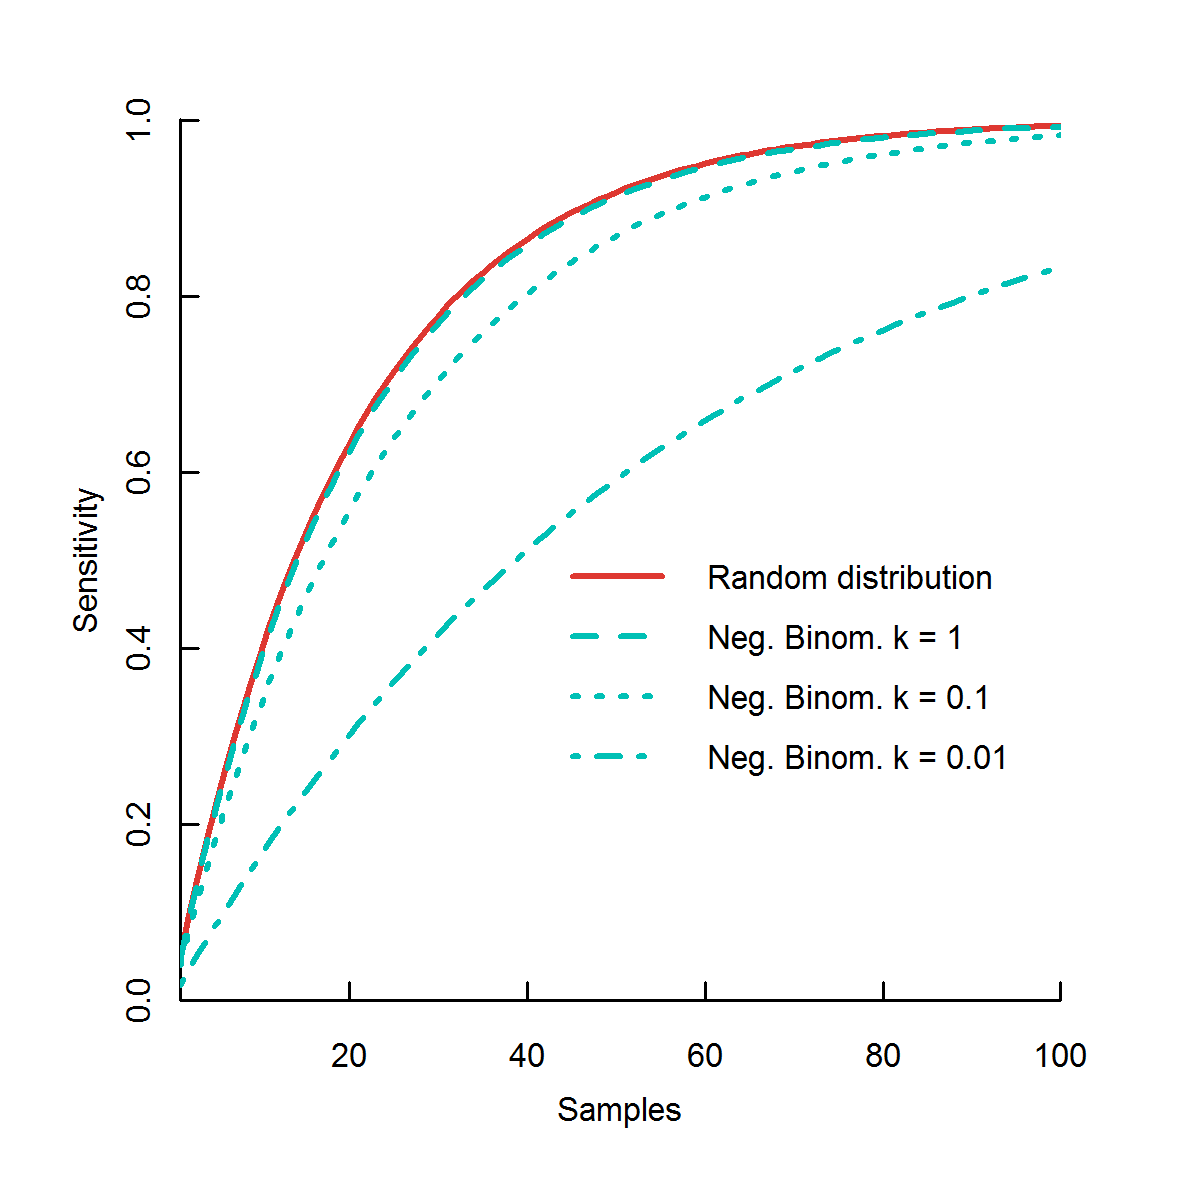 Sensitivity
1.0
0.8
0.6
0.4
0.2
0.0
Random distribution
Neg. Binom. k = 1
Neg. Binom. k = 0.1
Neg. Binom. k = 0.01
20 40 60 80 100
Samples